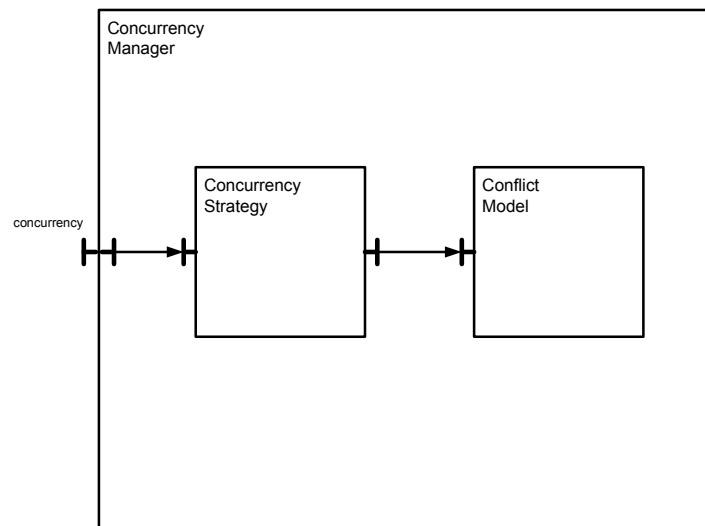 Concurrency
Manager
Concurrency
Strategy
Conflict
Model
concurrency